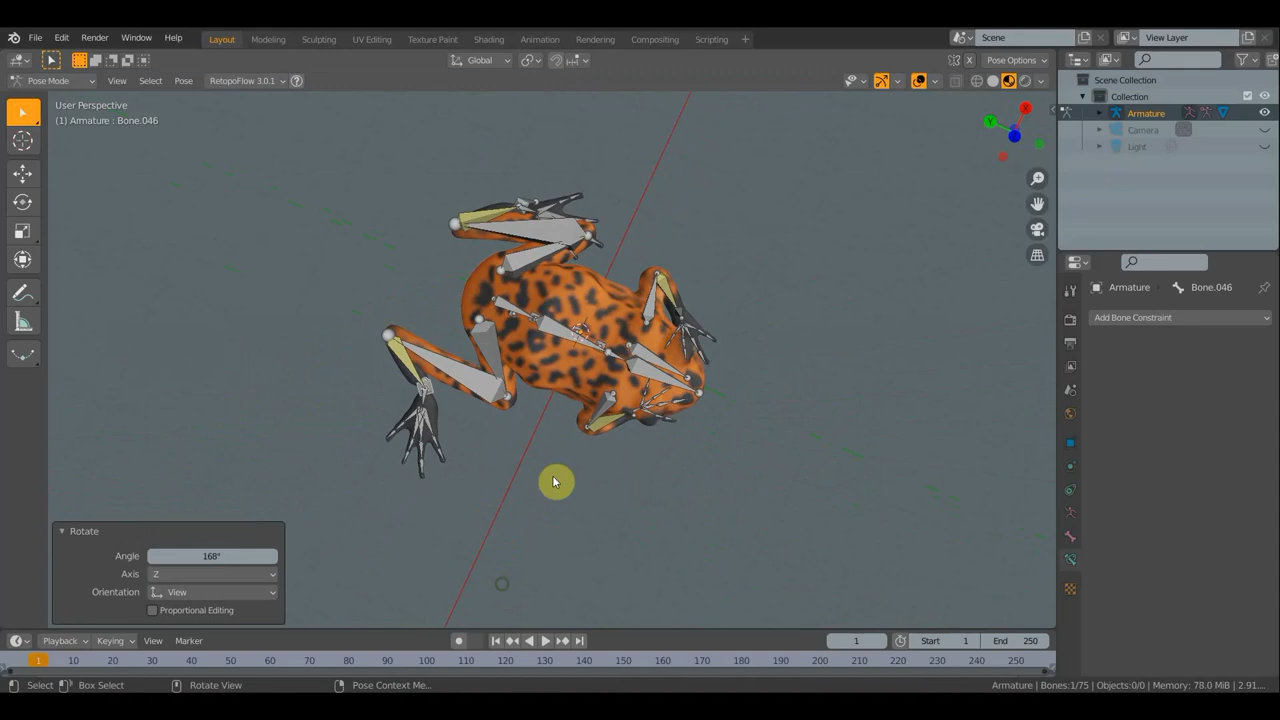 File Edit Render Window Help Layout Modeling Sculpting UV Editing Texture Paint Shading Animation Rendering Compositing Scripting + Scene View Layer
Global Pose Options
Pose Mode View Select Pose RetopoFlow 3.0.1
User Perspective
(1) Armature : Bone.046
Scene Collection
Collection
Armature
Camera
Light
X
Y
Armature Bone.046
Add Bone Constraint
Rotate
Angle 168°
Axis Z
Orientation View
Proportional Editing
Playback Keying View Marker 1 Start 1 End 250
1 10 20 30 40 50 60 70 80 90 100 110 120 130 140 150 160 170 180 190 200 210 220 230 240 250
Select Box Select Rotate View Pose Context Me... Armature | Bones:1/75 | Objects:0/0 | Memory: 78.0 MiB | 2.91...